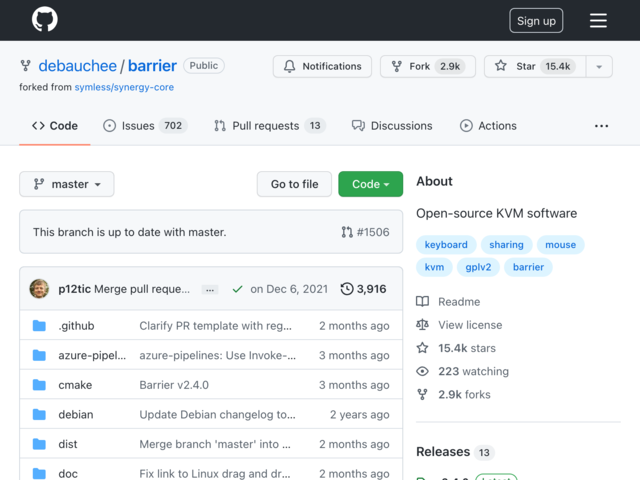 Sign up
debauchee / barrier Public
Notifications Fork 2.9k Star 15.4k
forked from symless/synergy-core
Code Issues 702 Pull requests 13 Discussions Actions ...
master Go to file Code About
Open-source KVM software
This branch is up to date with master. #1506
keyboard sharing mouse
kvm gplv2 barrier
p12tic Merge pull reque... ... on Dec 6, 2021 3,916
Readme
.github Clarify PR template with reg... 2 months ago
View license
azure-pipel... azure-pipelines: Use Invoke-... 3 months ago
15.4k stars
cmake Barrier v2.4.0 3 months ago
223 watching
2.9k forks
debian Update Debian changelog to... 2 years ago
dist Merge branch 'master' into ... 2 months ago
Releases 13
doc Fix link to Linux drag and dr... 2 months ago